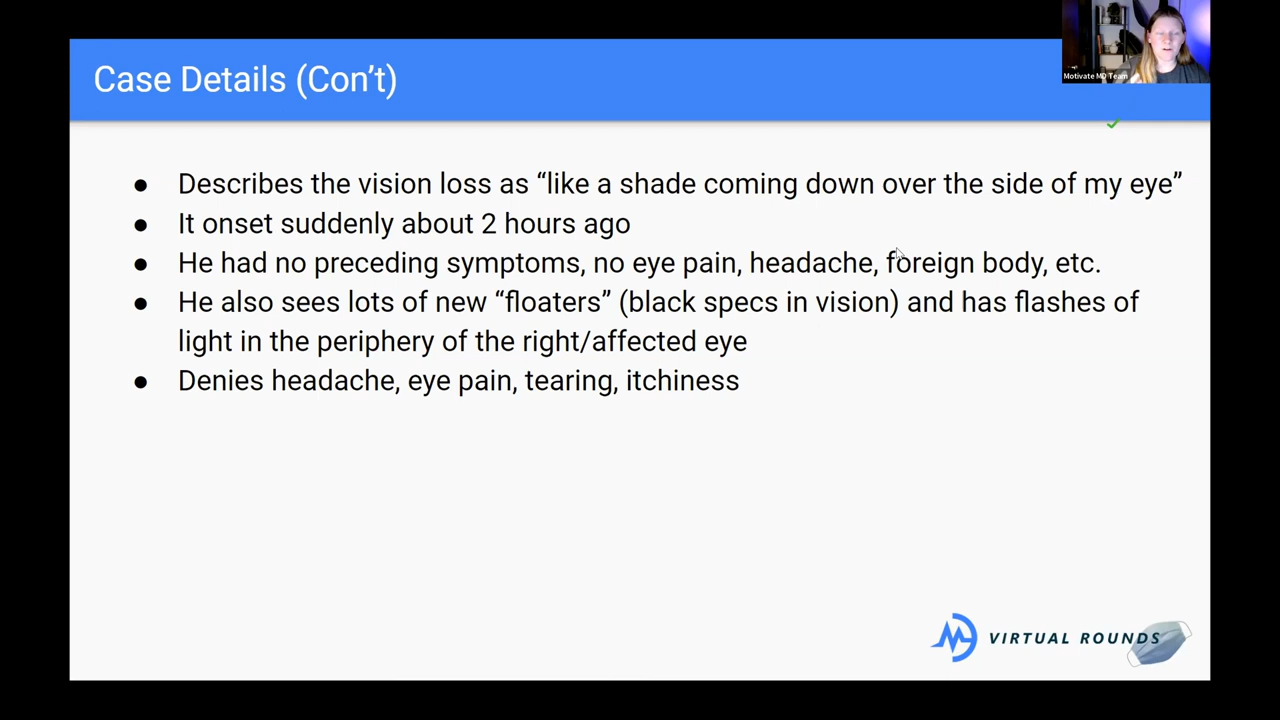 Motivate MD Team
Case Details (Con’t)
● Describes the vision loss as “like a shade coming down over the side of my eye”
● It onset suddenly about 2 hours ago
● He had no preceding symptoms, no eye pain, headache, foreign body, etc.
● He also sees lots of new “floaters” (black specs in vision) and has flashes of
light in the periphery of the right/affected eye
● Denies headache, eye pain, tearing, itchiness
VIRTUAL ROUNDS